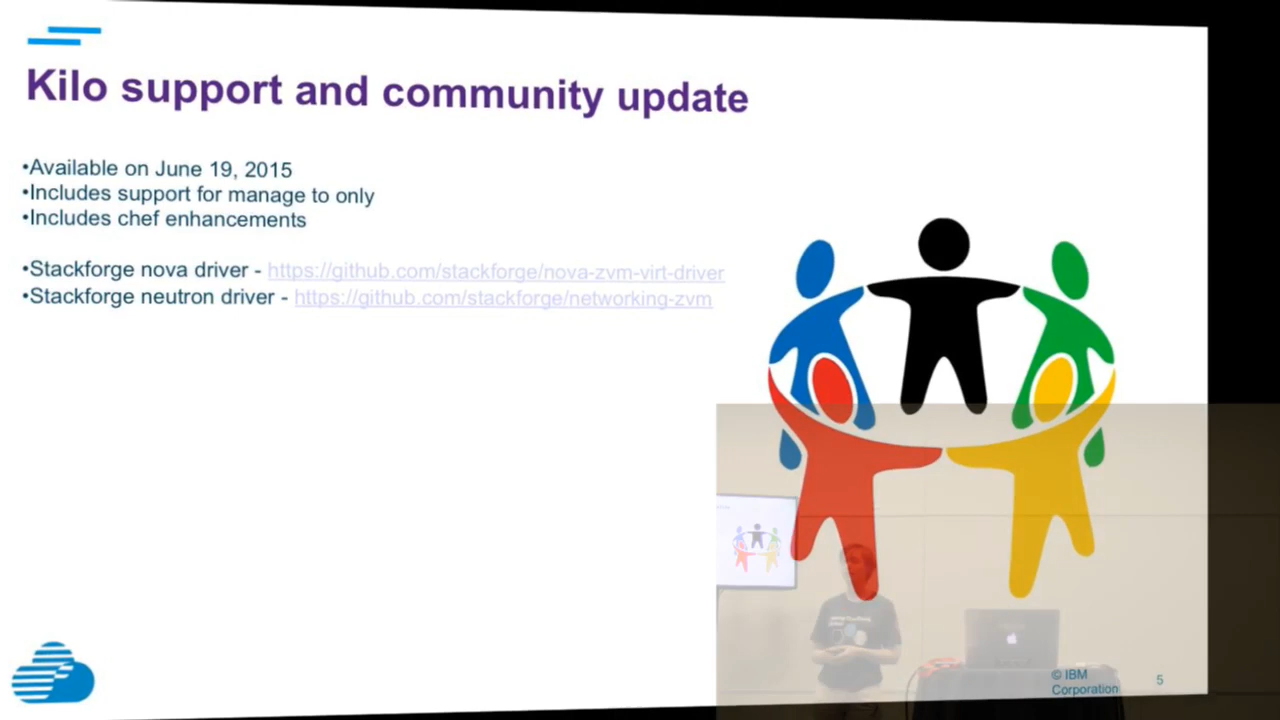 Kilo support and community update
•Available on June 19, 2015
•Includes support for manage to only
•Includes chef enhancements
•Stackforge nova driver - https://github.com/stackforge/nova-zvm-virt-driver
•Stackforge neutron driver - https://github.com/stackforge/networking-zvm
© IBM
Corporation
5